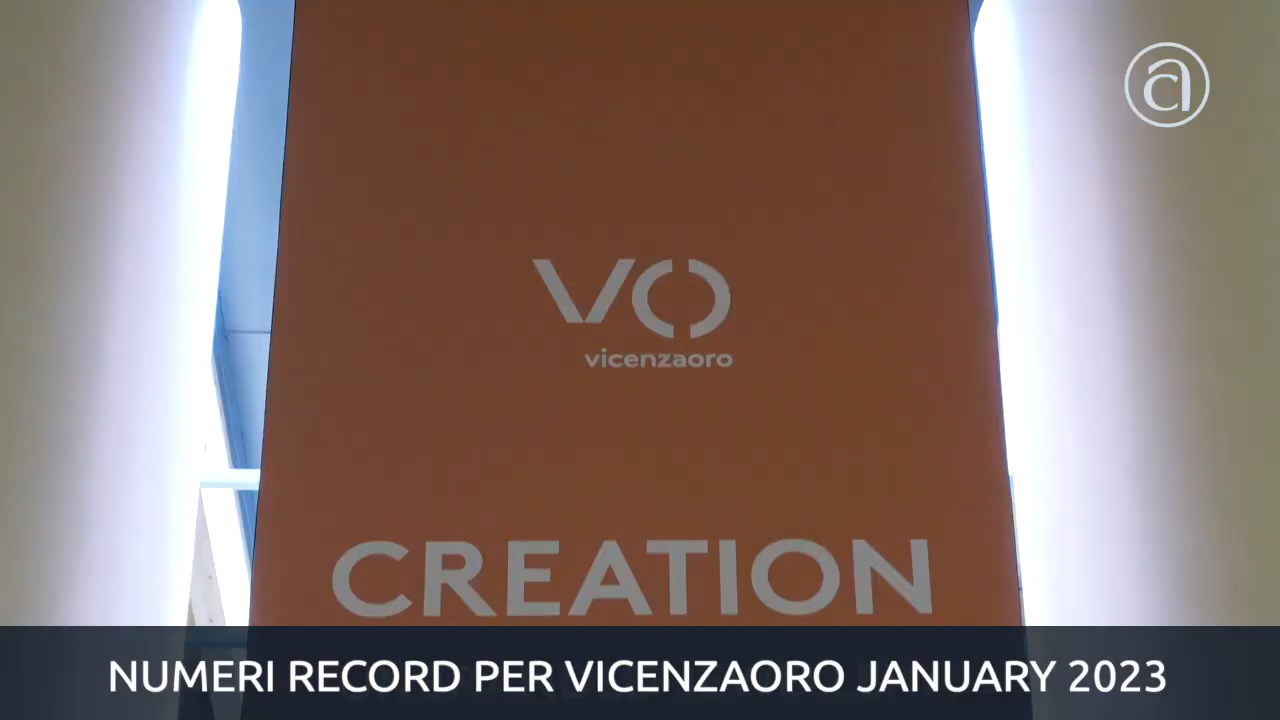 a
VO
vicenzaoro
CREATION
NUMERI RECORD PER VICENZAORO JANUARY 2023